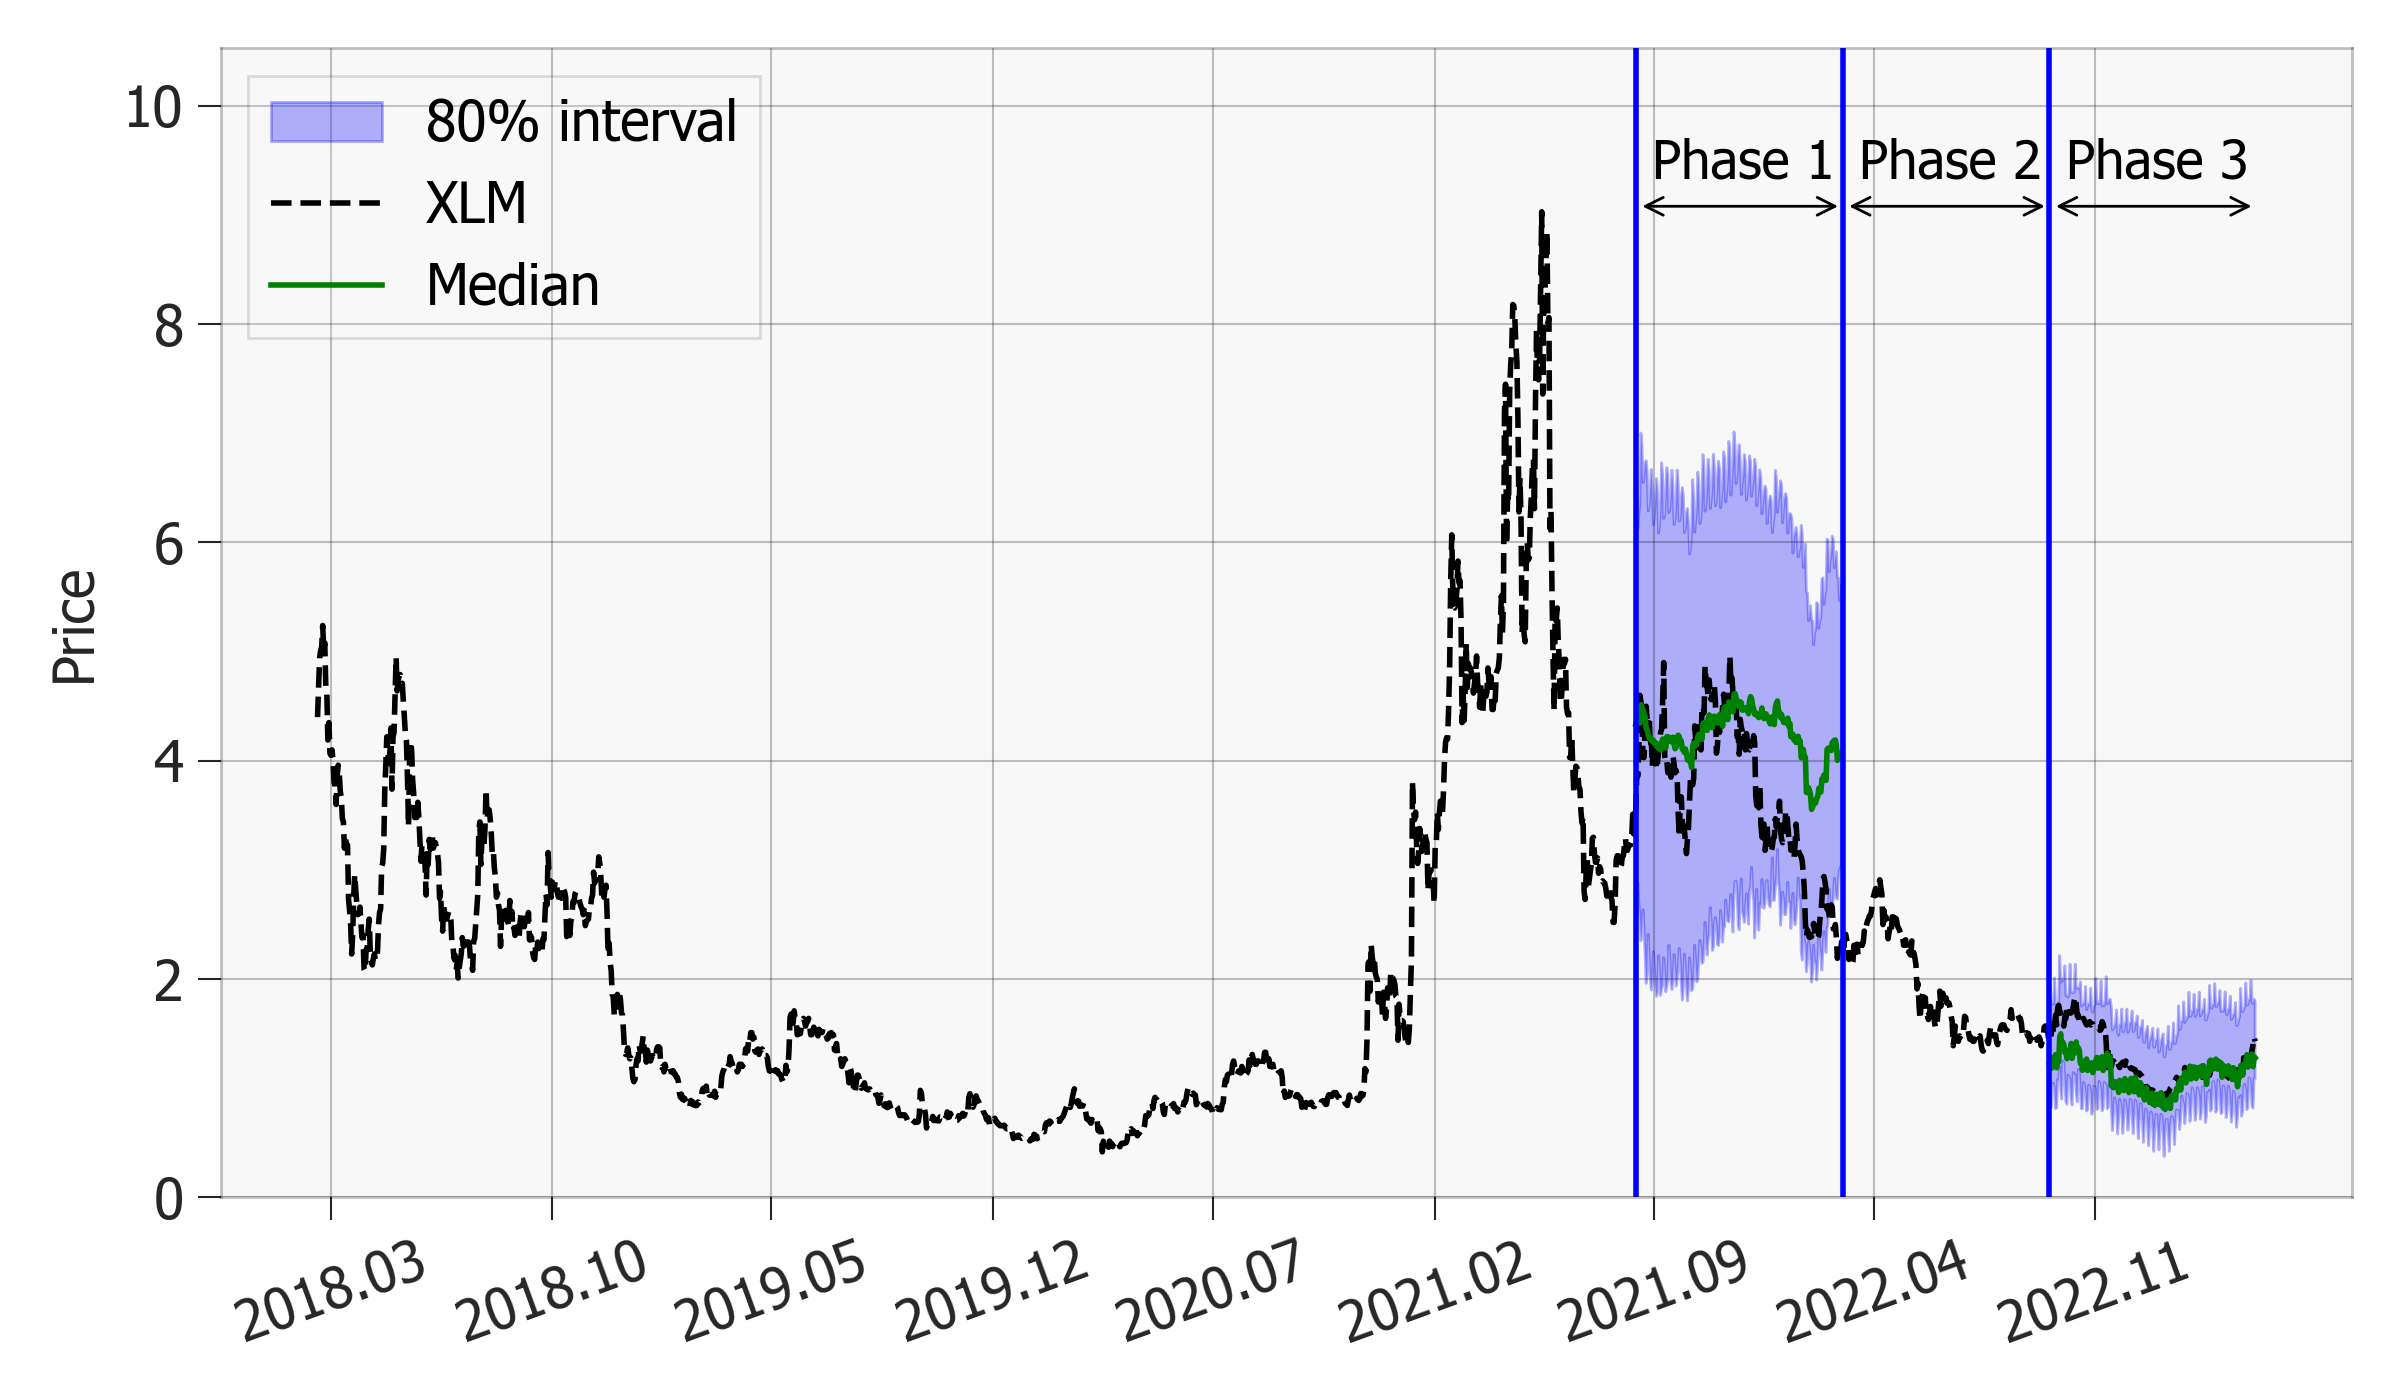 80% interval
XLM
Median
Phase 1
Phase 2
Phase 3
Price
10
8
6
4
2
0
2018.03
2018.10
2019.05
2019.12
2020.07
2021.02
2021.09
2022.04
2022.11